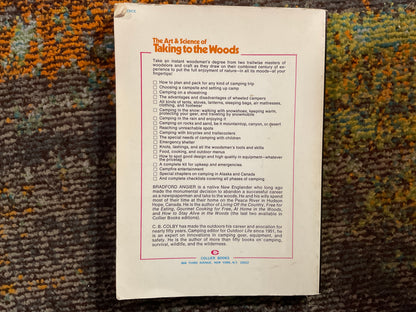 The Art & Science of
Taking to the Woods
Take an instant woodsman's degree from two trailwise masters of
woodslore and craft as they draw on their combined century of ex-
perience to put the full enjoyment of nature—in all its moods—at your
fingertips!
How to plan and pack for any kind of camping trip
Choosing a campsite and setting up camp
Camping on a shoestring
The advantages and disadvantages of wheeled campers
All kinds of tents, stoves, lanterns, sleeping bags, air mattresses,
clothing, and footwear
Camping in the snow: walking with snowshoes, keeping warm,
protecting your gear, and traveling by snowmobile
Camping in the rain and enjoying it
Camping on rocks and sand, be it mountaintop, canyon, or desert
Reaching untouchable spots
Camping with bicycles and trailscooters
The special needs of camping with children
Emergency shelter
Knots, lashings, and all the woodsman's tools and skills
Food, cooking, and outdoor menus
How to spot good design and high quality in equipment—whatever
the pricetag
A complete kit for upkeep and emergencies
Campfire entertainment
Special chapters on camping in Alaska and Canada
And complete checklists covering all phases of camping
BRADFORD ANGIER is a native New Englander who long ago
made the monumental decision to abandon a successful career
as a newspaperman and take to the woods. He and his wife spend
most of their time at their home on the Peace River in Hudson
Hope, Canada. He is the author of Living Off the Country, Free for
the Eating, Gourmet Cooking for Free, At Home in the Woods,
and How to Stay Alive in the Woods (the last two available in
Collier Books editions).
C. B. COLBY has made the outdoors his career and avocation for
nearly fifty years. Camping editor for Outdoor Life since 1951, he
is an expert on innovations in camping gear, equipment, and
safety. He is the author of more than fifty books on camping,
survival, wildlife, and the wilderness.
COLLIER BOOKS
866 THIRD AVENUE, NEW YORK, N.Y. 10022